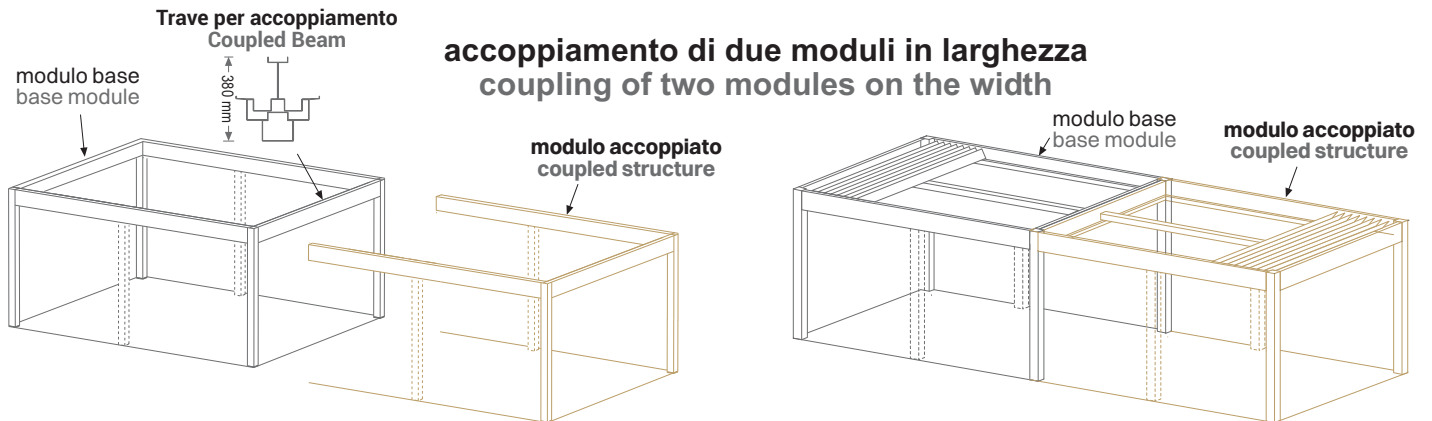 Trave per accoppiamento
Coupled Beam
380 mm
accoppiamento di due moduli in larghezza
coupling of two modules on the width
modulo base
base module
modulo accoppiato
coupled structure
modulo base
base module
modulo accoppiato
coupled structure